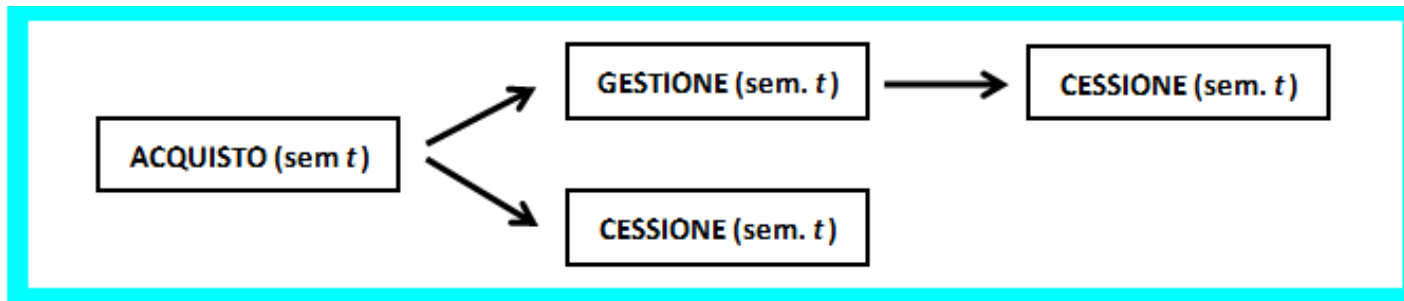 GESTIONE (sem. t)
CESSIONE (sem. t)
ACQUISTO (sem t)
CESSIONE (sem. t)